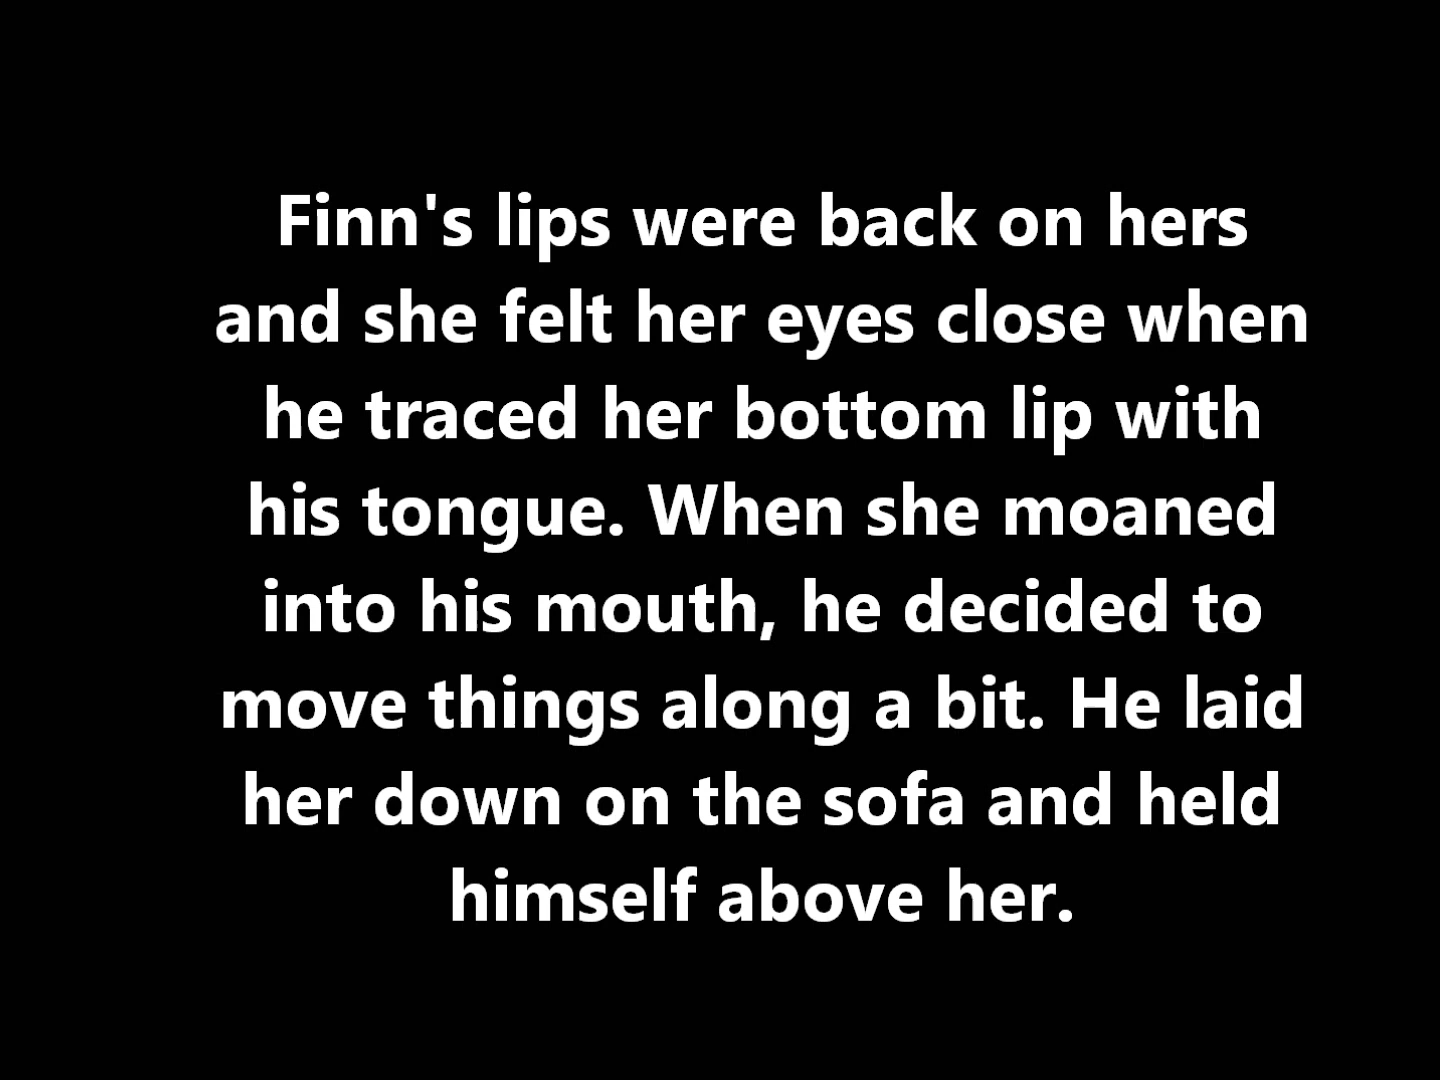 Finn's lips were back on hers
and she felt her eyes close when
he traced her bottom lip with
his tongue. When she moaned
into his mouth, he decided to
move things along a bit. He laid
her down on the sofa and held
himself above her.